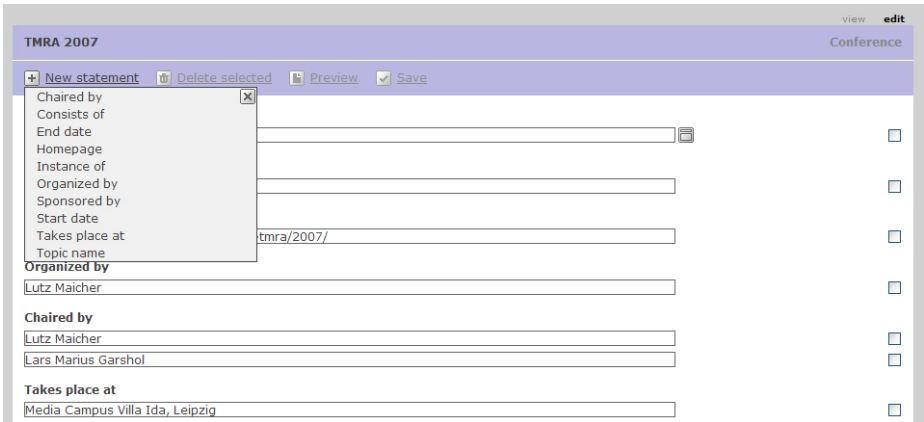 view edit
TMRA 2007 Conference
New statement Delete selected Preview Save
Chaired by
Consists of
End date
Homepage
Instance of
Organized by
Sponsored by
Start date
Takes place at
tmra/2007/
Topic name
Organized by
Lutz Maicher
Chaired by
Lutz Maicher
Lars Marius Garshol
Takes place at
Media Campus Villa Ida, Leipzig